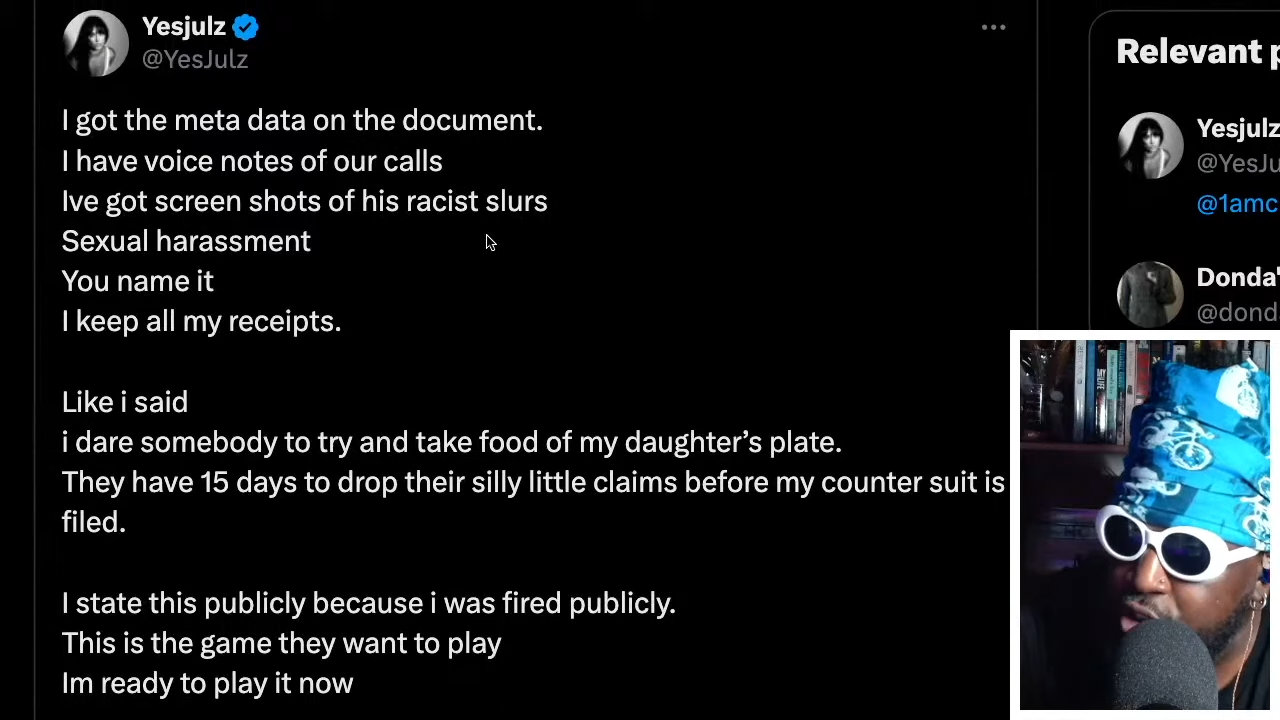 Yesjulz
@YesJulz
I got the meta data on the document.
I have voice notes of our calls
Ive got screen shots of his racist slurs
Sexual harassment
You name it
I keep all my receipts.
Like i said
i dare somebody to try and take food of my daughter’s plate.
They have 15 days to drop their silly little claims before my counter suit is
filed.
I state this publicly because i was fired publicly.
This is the game they want to play
Im ready to play it now
Relevant p
Yesjulz
@YesJu
@1amc
Donda'
@dond